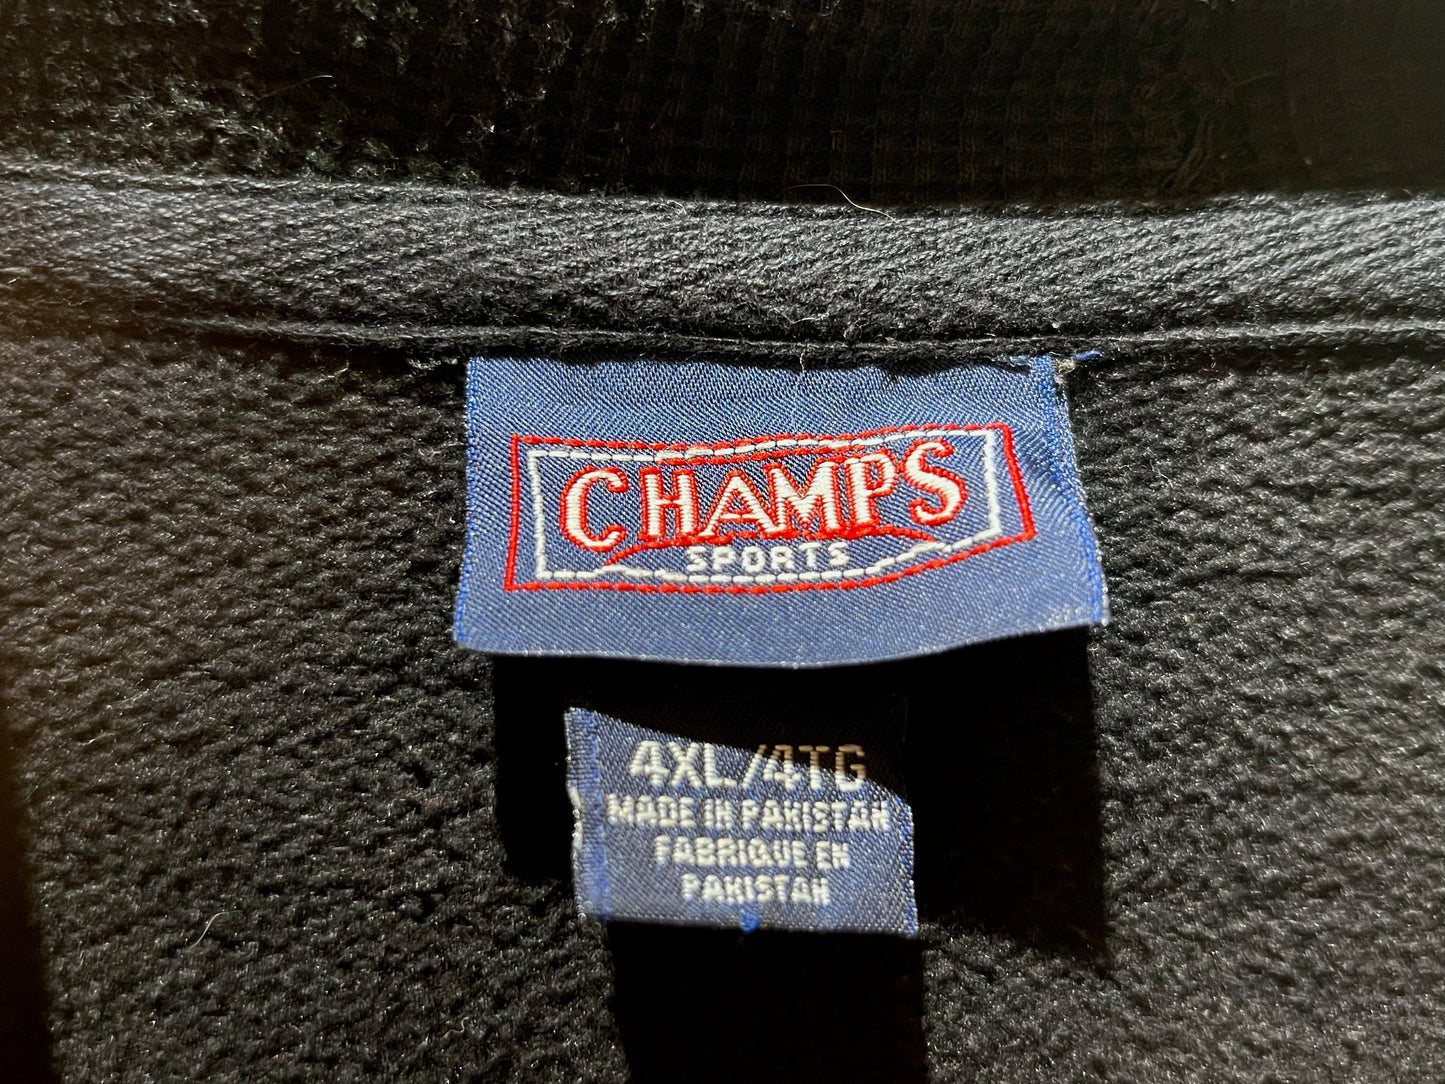 CHAMPS
SPORTS
4XL/4TG
MADE IN PAKISTAN
FABRIQUE EN
PAKISTAN